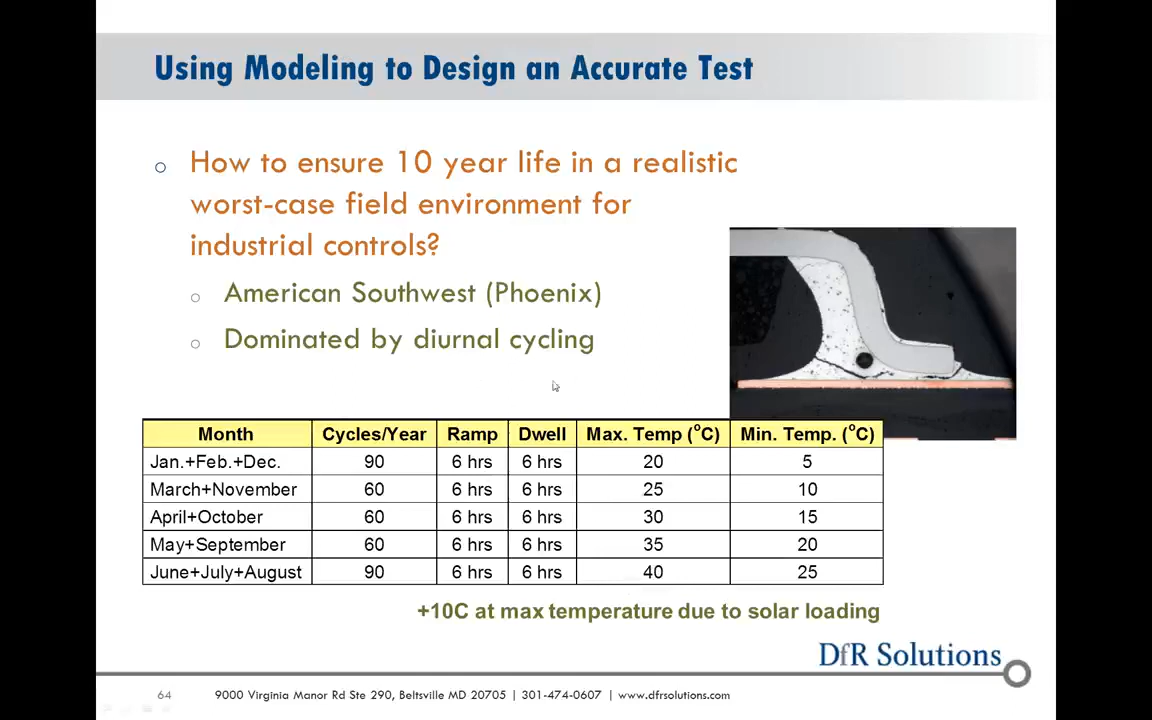 Using Modeling to Design an Accurate Test
o How to ensure 10 year life in a realistic
worst-case field environment for
industrial controls?
o American Southwest (Phoenix)
o Dominated by diurnal cycling
Month Cycles/Year Ramp Dwell Max. Temp (°C) Min. Temp. (°C)
Jan.+Feb.+Dec. 90 6 hrs 6 hrs 20 5
March+November 60 6 hrs 6 hrs 25 10
April+October 60 6 hrs 6 hrs 30 15
May+September 60 6 hrs 6 hrs 35 20
June+July+August 90 6 hrs 6 hrs 40 25
+10C at max temperature due to solar loading
DfR Solutions
64 9000 Virginia Manor Rd Ste 290, Beltsville MD 20705 | 301-474-0607 | www.dfrsolutions.com